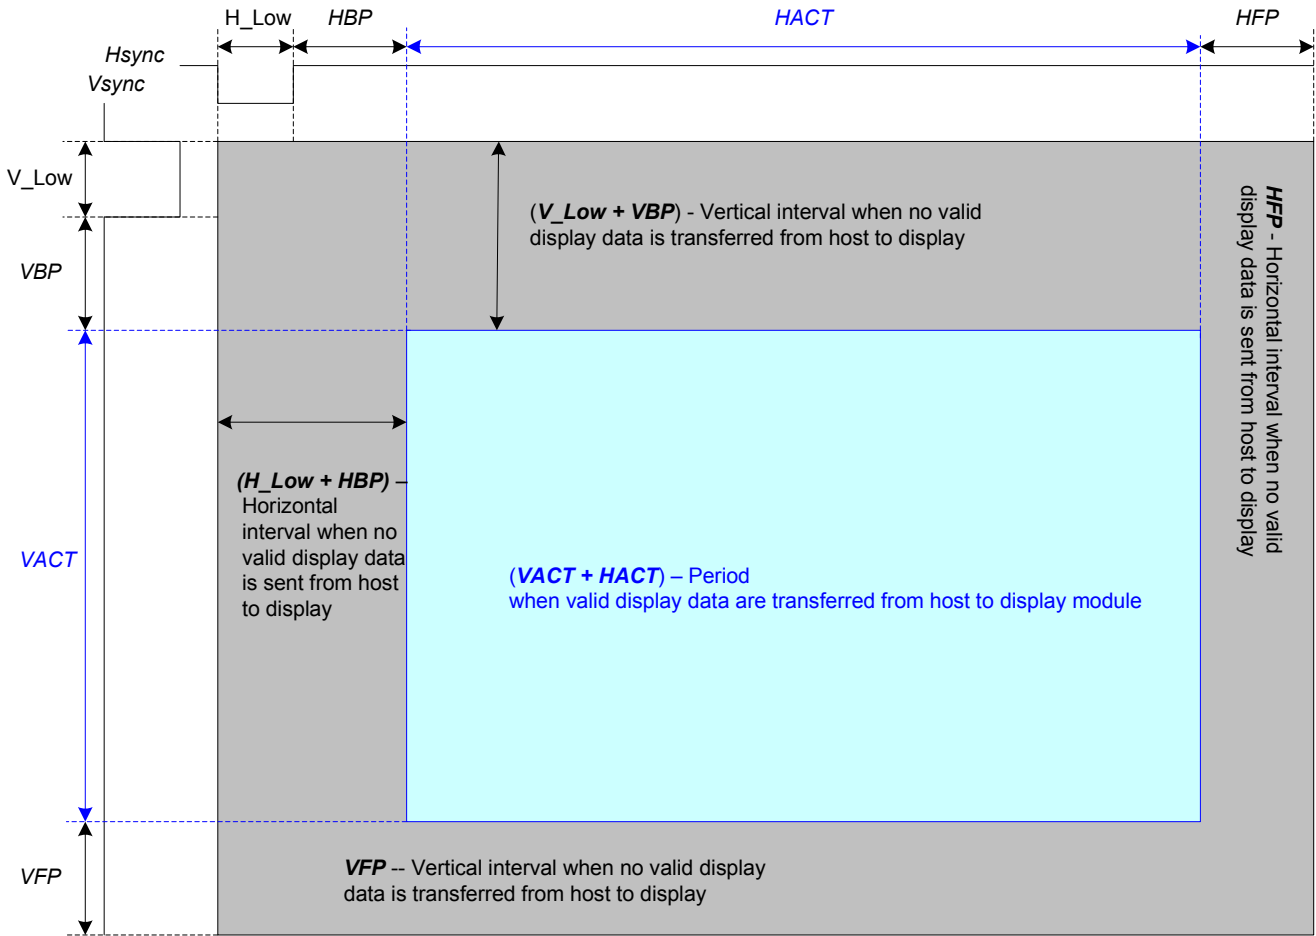 H_Low HBP HACT HFP
Hsync
Vsync
V_Low
VBP
VACT
VFP
(V_Low + VBP) - Vertical interval when no valid
display data is transferred from host to display
HFP - Horizontal interval when no valid
display data is sent from host to display
(H_Low + HBP) –
Horizontal
interval when no
valid display data
is sent from host
to display
(VACT + HACT) – Period
when valid display data are transferred from host to display module
VFP -- Vertical interval when no valid display
data is transferred from host to display